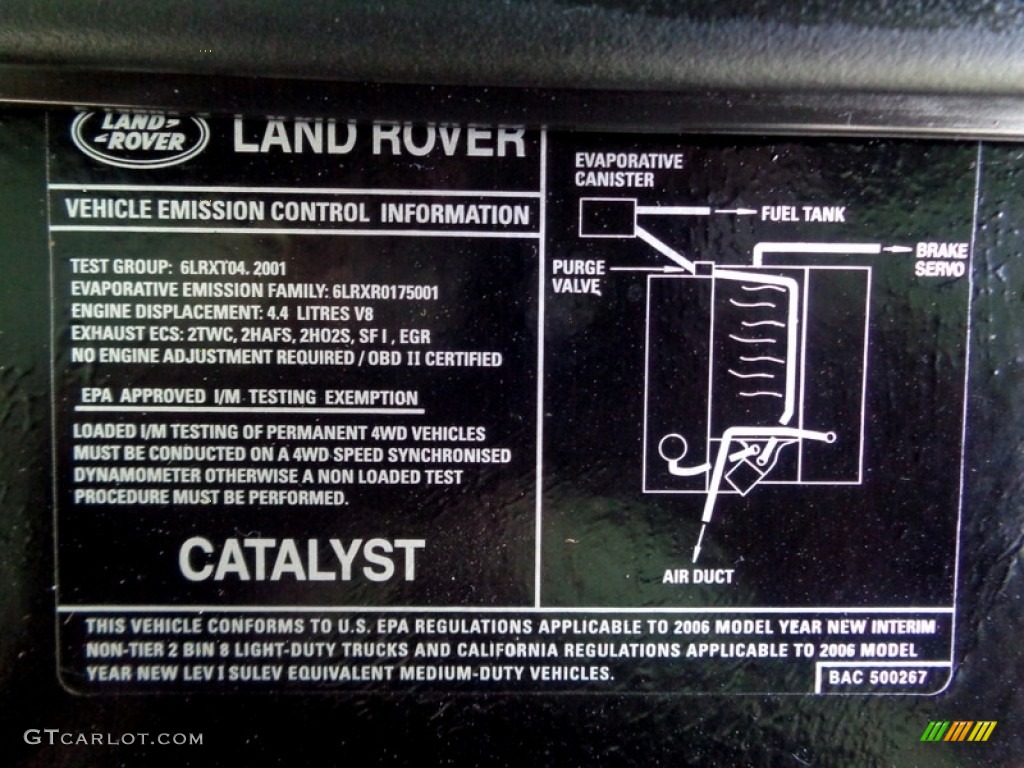 LAND-
-ROVER
LAND ROVER
VEHICLE EMISSION CONTROL INFORMATION
TEST GROUP: 6LRXT04.2001
EVAPORATIVE EMISSION FAMILY: 6LRXR0175001
ENGINE DISPLACEMENT: 4.4 LITRES V8
EXHAUST ECS: 2TWC, 2HAFS, 2HO2S, SFI, EGR
NO ENGINE ADJUSTMENT REQUIRED / OBD II CERTIFIED
EPA APPROVED I/M TESTING EXEMPTION
LOADED I/M TESTING OF PERMANENT 4WD VEHICLES
MUST BE CONDUCTED ON A 4WD SPEED SYNCHRONISED
DYNAMOMETER OTHERWISE A NON LOADED TEST
PROCEDURE MUST BE PERFORMED.
CATALYST
EVAPORATIVE
CANISTER
FUEL TANK
BRAKE
SERVO
PURGE
VALVE
AIR DUCT
THIS VEHICLE CONFORMS TO U.S. EPA REGULATIONS APPLICABLE TO 2006 MODEL YEAR NEW INTERIM
NON-TIER 2 BIN 8 LIGHT-DUTY TRUCKS AND CALIFORNIA REGULATIONS APPLICABLE TO 2006 MODEL
YEAR NEW LEV I SULEV EQUIVALENT MEDIUM-DUTY VEHICLES.
BAC 500267
GTCARLOT.COM